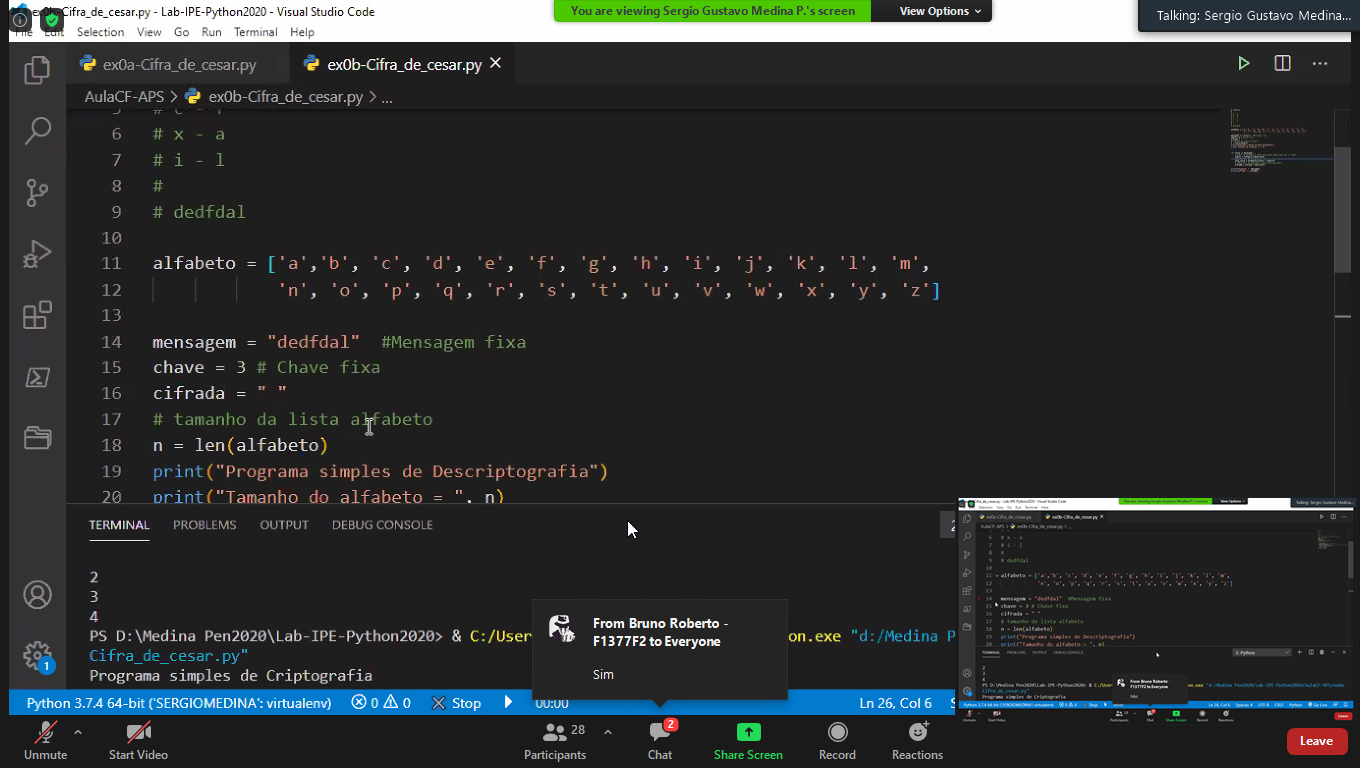 ex0b-Cifra_de_cesar.py - Lab-IPE-Python2020 - Visual Studio Code
You are viewing Sergio Gustavo Medina P.'s screen
View Options
Talking: Sergio Gustavo Medina...
File Edit Selection View Go Run Terminal Help
ex0a-Cifra_de_cesar.py
ex0b-Cifra_de_cesar.py
AulaCF-APS > ex0b-Cifra_de_cesar.py > ...
6 # x - a
7 # i - l
8 #
9 # dedfdal
10
11 alfabeto = ['a','b', 'c', 'd', 'e', 'f', 'g', 'h', 'i', 'j', 'k', 'l', 'm',
12 'n', 'o', 'p', 'q', 'r', 's', 't', 'u', 'v', 'w', 'x', 'y', 'z']
13
14 mensagem = "dedfdal" #Mensagem fixa
15 chave = 3 # Chave fixa
16 cifrada = " "
17 # tamanho da lista alfabeto
18 n = len(alfabeto)
19 print("Programa simples de Descriptografia")
20 print("Tamanho do alfabeto = ", n)
TERMINAL PROBLEMS OUTPUT DEBUG CONSOLE
2
3
4
PS D:\Medina Pen2020\Lab-IPE-Python2020> & C:/User
on.exe "d:/Medina P
Cifra_de_cesar.py"
Programa simples de Criptografia
From Bruno Roberto -
F1377F2 to Everyone
Sim
1
Python 3.7.4 64-bit ('SERGIOMEDINA': virtualenv) 0 0 Stop 00:00 Ln 26, Col 6
Unmute
Start Video
Participants 28
Chat 2
Share Screen
Record
Reactions
Leave